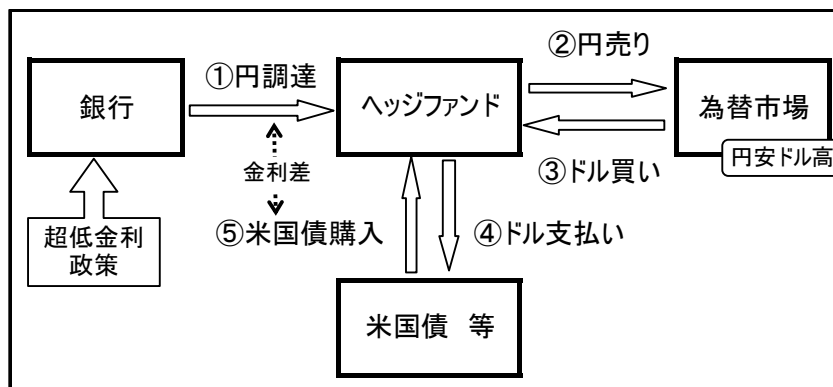 ②円売り
①円調達
銀行
ヘッジファンド
為替市場
円安ドル高
金利差
③ドル買い
超低金利
政策
⑤米国債購入
④ドル支払い
米国債　等